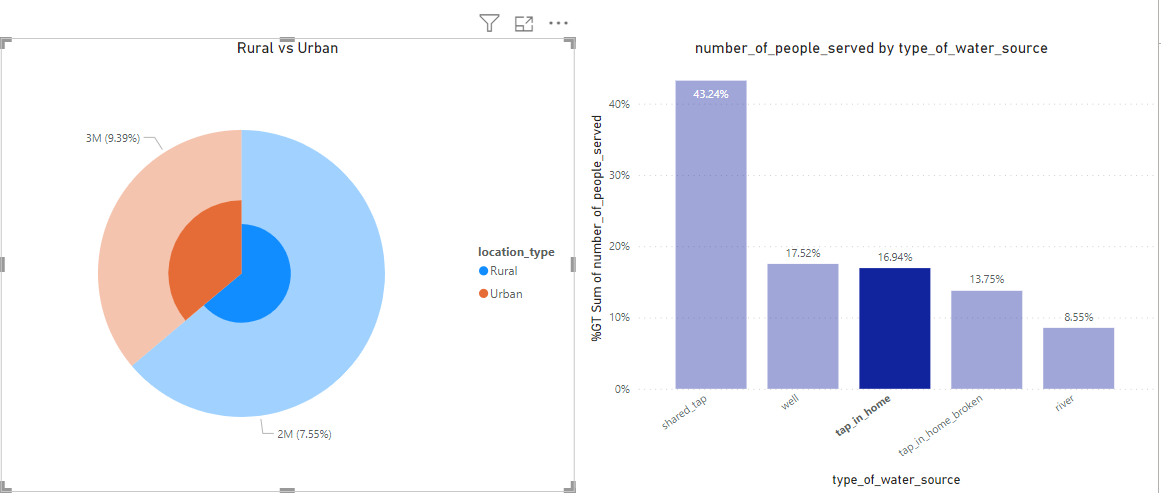 Rural vs Urban
3M (9.39%)
2M (7.55%)
location_type
Rural
Urban
number_of_people_served by type_of_water_source
%GT Sum of number_of_people_served
40%
30%
20%
10%
0%
43.24%
17.52%
16.94%
13.75%
8.55%
shared_tap
well
tap_in_home
tap_in_home_broken
river
type_of_water_source